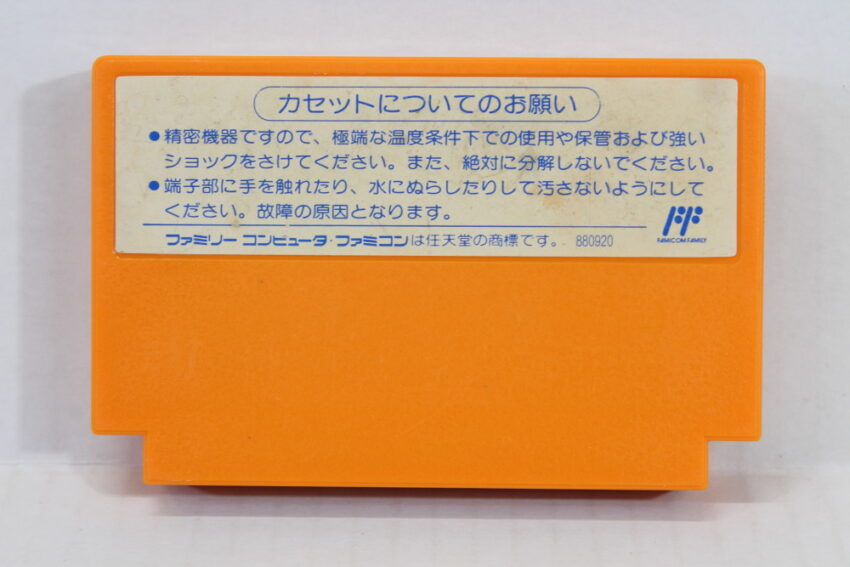 カセットについてのお願い
●精密機器ですので、極端な温度条件下での使用や保管および強い
ショックをさけてください。また、絶対に分解しないでください。
●端子部に手を触れたり、水にぬらしたりして汚さないようにして
ください。故障の原因となります。
ファミリーコンピュータ・ファミコンは任天堂の商標です。 880920
FF
FAMICOM FAMILY